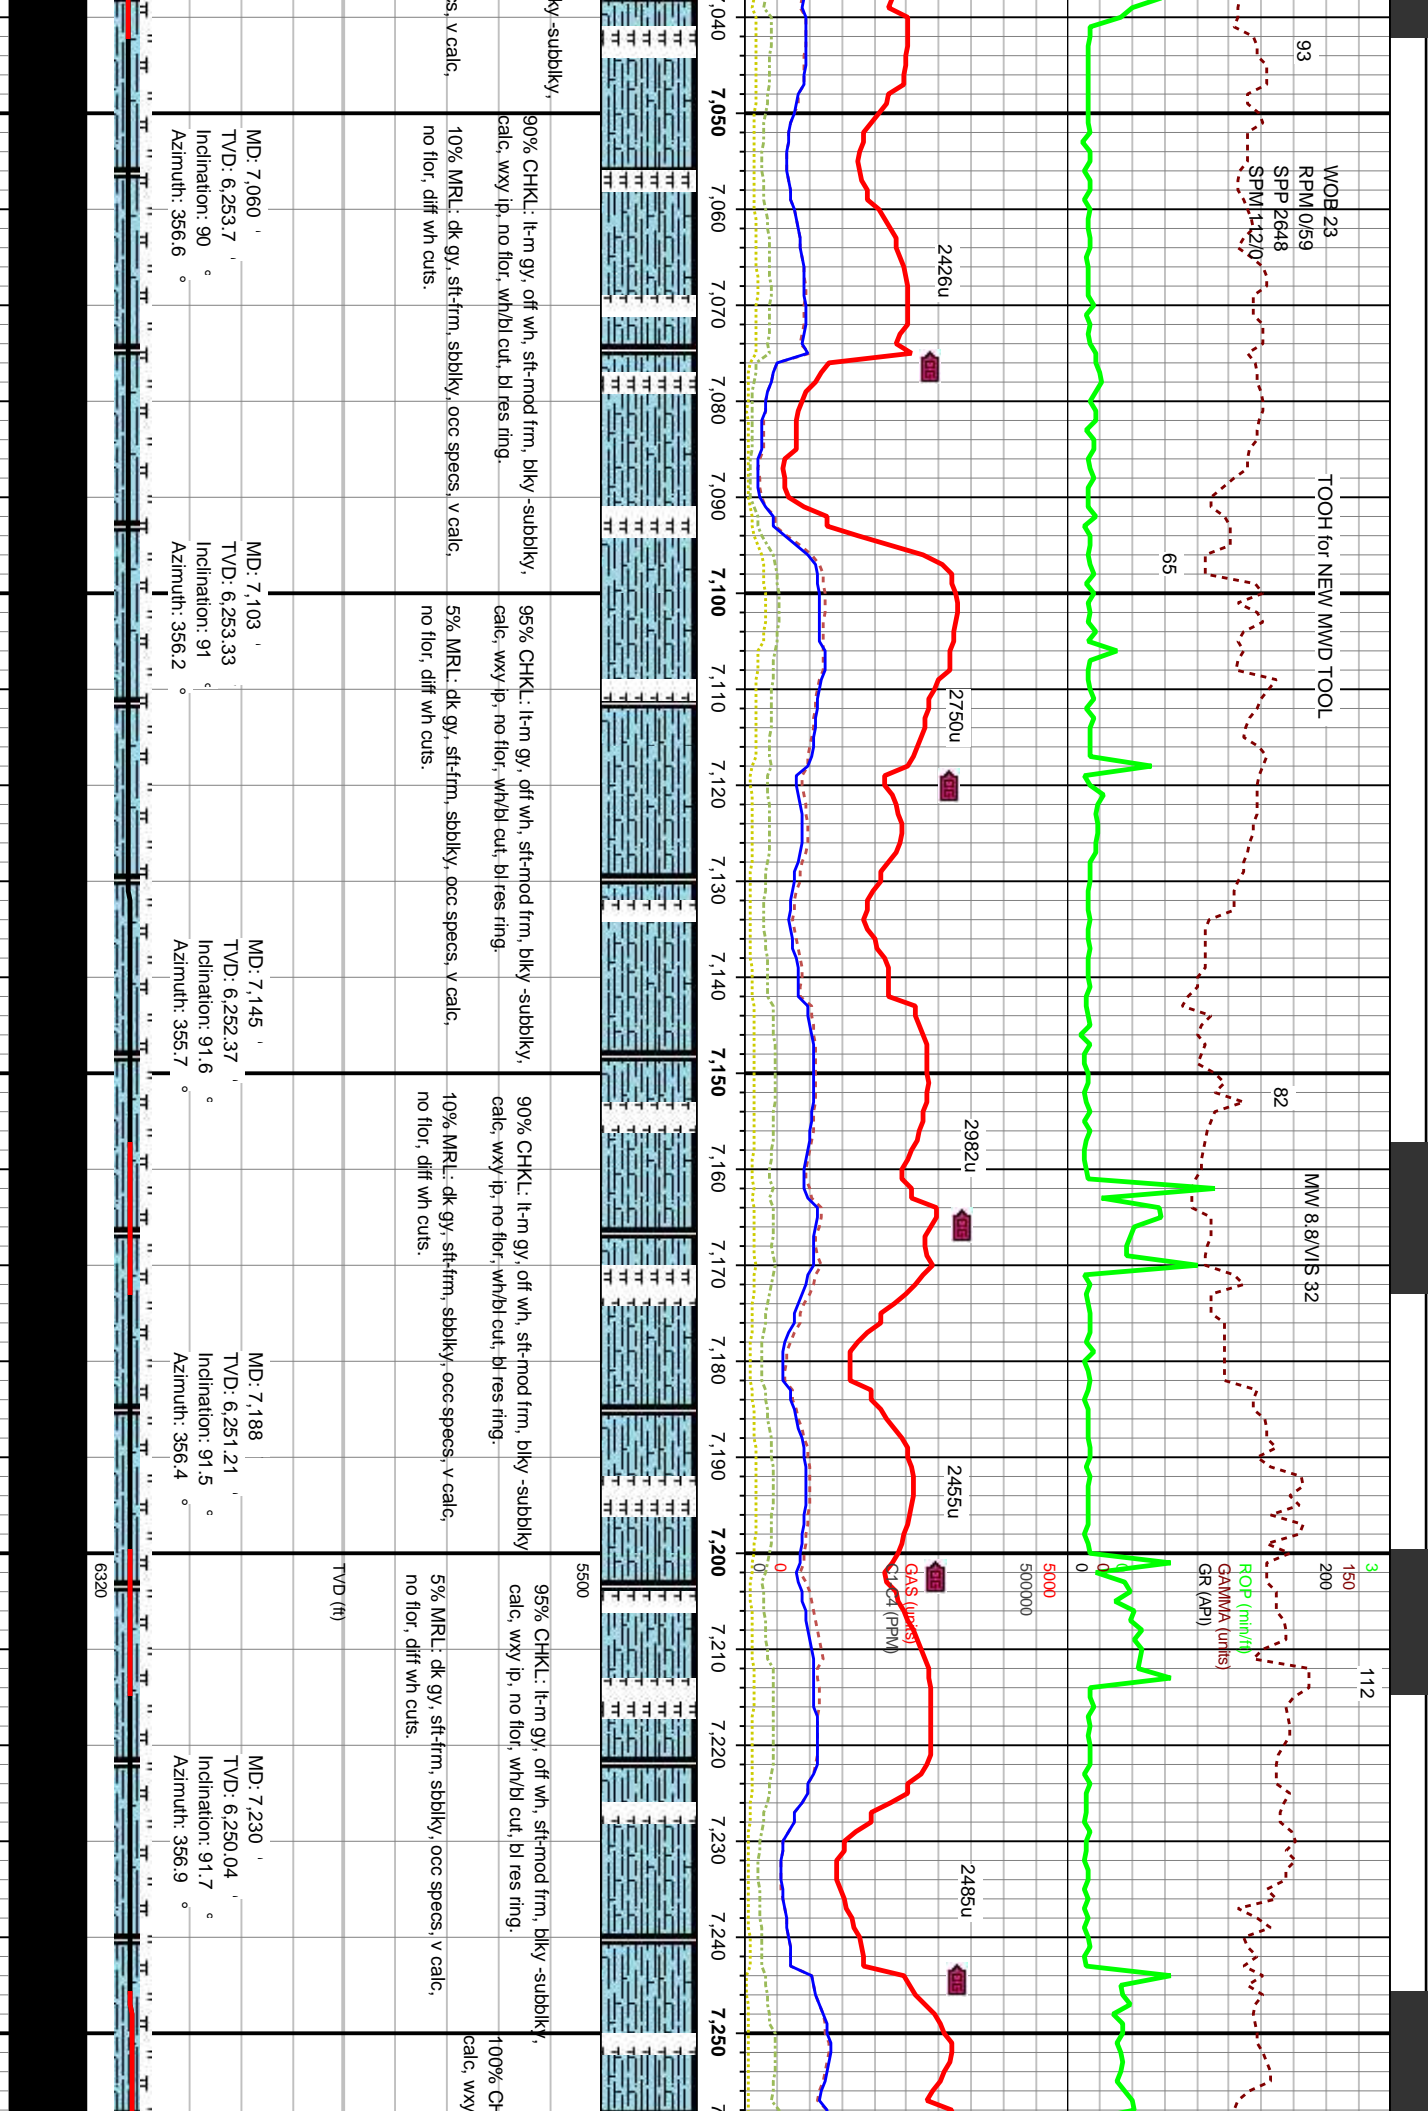 93
WOB 23
RPM 0/59
SPP 2648
SPM 112/0
TOOH for NEW MWD TOOL
65
82
MW 8.8/VIS 32
3
150
200
ROP (min/ft)
GAMMA (units)
GR (API)
0
0
112
2426u
2750u
2982u
2455u
2485u
5000
500000
GAS (units)
C1-C4 (PPM)
0
0
7,040
7,050
7,060
7,070
7,080
7,090
7,100
7,110
7,120
7,130
7,140
7,150
7,160
7,170
7,180
7,190
7,200
7,210
7,220
7,230
7,240
7,250
ky -subblky,
s, v calc,
90% CHKL: lt-m gy, off wh, sft-mod frm, blky -subblky,
calc, wxy ip, no flor, wh/bl cut, bl res ring.
10% MRL: dk gy, sft-frm, sbblky, occ specs, v calc,
no flor, diff wh cuts.
95% CHKL: lt-m gy, off wh, sft-mod frm, blky -subblky,
calc, wxy ip, no flor, wh/bl cut, bl res ring.
5% MRL: dk gy, sft-frm, sbblky, occ specs, v calc,
no flor, diff wh cuts.
90% CHKL: lt-m gy, off wh, sft-mod frm, blky -subblky
calc, wxy ip, no flor, wh/bl cut, bl res ring.
10% MRL: dk gy, sft-frm, sbblky, occ specs, v calc,
no flor, diff wh cuts.
95% CHKL: lt-m gy, off wh, sft-mod frm, blky -subblky,
calc, wxy ip, no flor, wh/bl cut, bl res ring.
5% MRL: dk gy, sft-frm, sbblky, occ specs, v calc,
no flor, diff wh cuts.
100% CH
calc, wxy
5500
TVD (ft)
6320
MD: 7,060 '
TVD: 6,253.7 '
Inclination: 90 °
Azimuth: 356.6 °
MD: 7,103 '
TVD: 6,253.33 '
Inclination: 91 °
Azimuth: 356.2 °
MD: 7,145 '
TVD: 6,252.37 '
Inclination: 91.6 °
Azimuth: 355.7 °
MD: 7,188 '
TVD: 6,251.21 '
Inclination: 91.5 °
Azimuth: 356.4 °
MD: 7,230 '
TVD: 6,250.04 '
Inclination: 91.7 °
Azimuth: 356.9 °